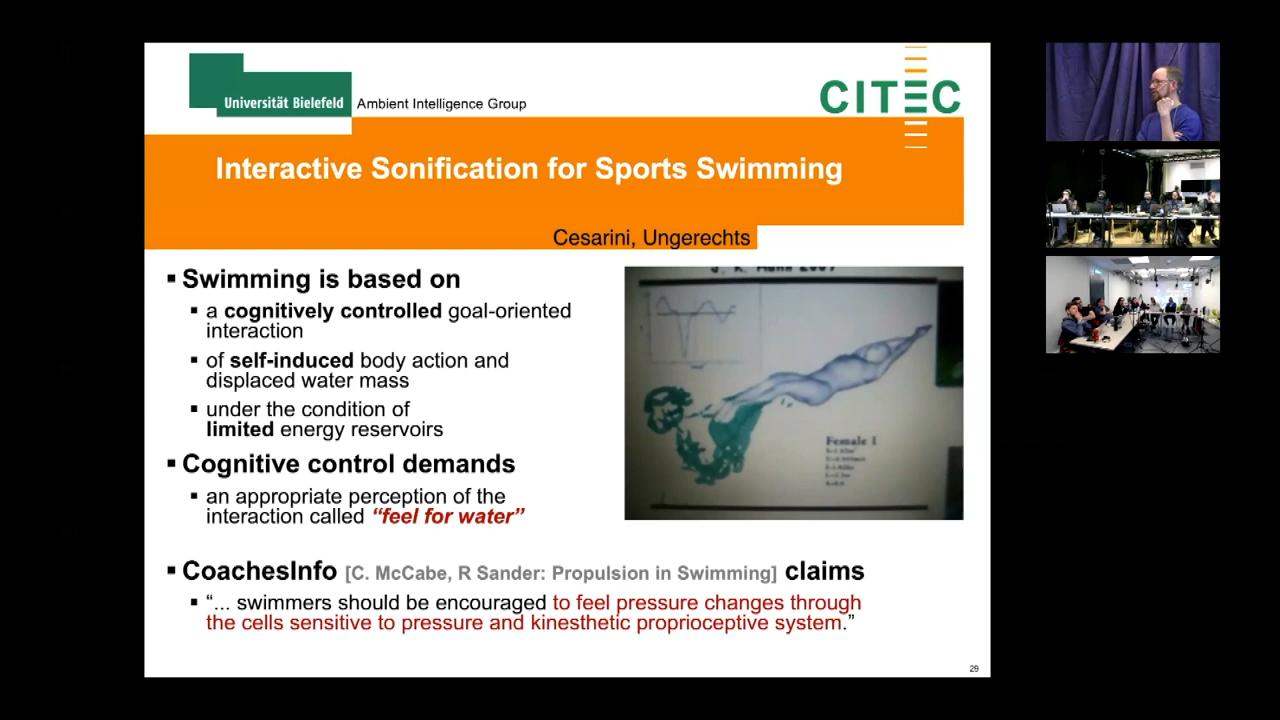 Universität Bielefeld
Ambient Intelligence Group
CITEC
Interactive Sonification for Sports Swimming
Cesarini, Ungerechts
▪ Swimming is based on
▪ a cognitively controlled goal-oriented
interaction
▪ of self-induced body action and
displaced water mass
▪ under the condition of
limited energy reservoirs
▪ Cognitive control demands
▪ an appropriate perception of the
interaction called “feel for water”
Female 1
▪ CoachesInfo [C. McCabe, R Sander: Propulsion in Swimming] claims
▪ “... swimmers should be encouraged to feel pressure changes through
the cells sensitive to pressure and kinesthetic proprioceptive system.”
29